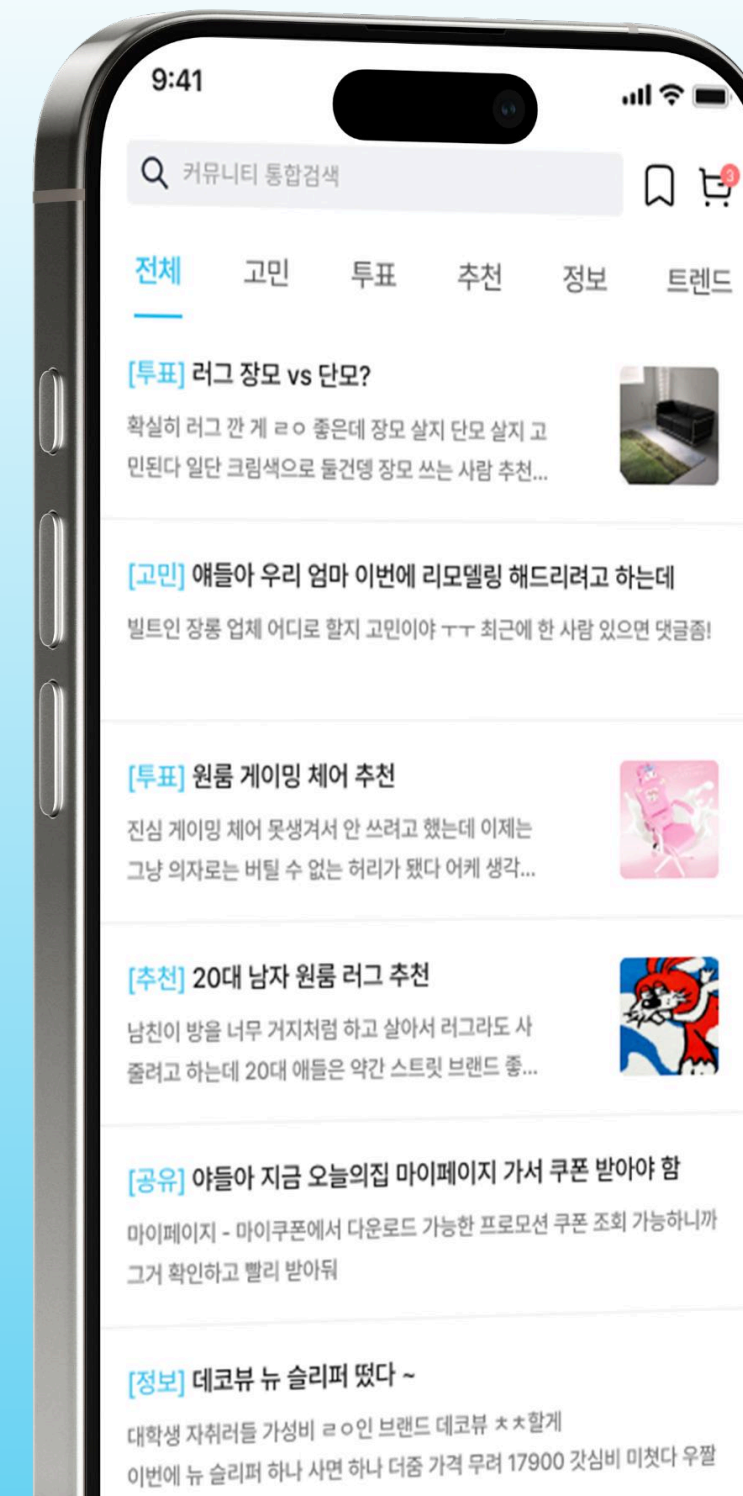 9:41
커뮤니티 통합검색
3
전체 고민 투표 추천 정보 트렌드
[투표] 러그 장모 vs 단모?
확실히 러그 깐 게 ㄹㅇ 좋은데 장모 살지 단모 살지 고
민된다 일단 크림색으로 둘건뎅 장모 쓰는 사람 추천...
[고민] 얘들아 우리 엄마 이번에 리모델링 해드리려고 하는데
빌트인 장롱 업체 어디로 할지 고민이야 ㅜㅜ 최근에 한 사람 있으면 댓글좀!
[투표] 원룸 게이밍 체어 추천
진심 게이밍 체어 못생겨서 안 쓰려고 했는데 이제는
그냥 의자로는 버틸 수 없는 허리가 됐다 어케 생각...
[추천] 20대 남자 원룸 러그 추천
남친이 방을 너무 거지처럼 하고 살아서 러그라도 사
줄려고 하는데 20대 애들은 약간 스트릿 브랜드 좋...
[공유] 야들아 지금 오늘의집 마이페이지 가서 쿠폰 받아야 함
마이페이지 - 마이쿠폰에서 다운로드 가능한 프로모션 쿠폰 조회 가능하니까
그거 확인하고 빨리 받아둬
[정보] 데코뷰 뉴 슬리퍼 떴다 ~
대학생 자취러들 가성비 ㄹㅇ인 브랜드 데코뷰 ㅊㅊ할게
이번에 뉴 슬리퍼 하나 사면 하나 더줌 가격 무려 17900 갓심비 미쳣다 우짤